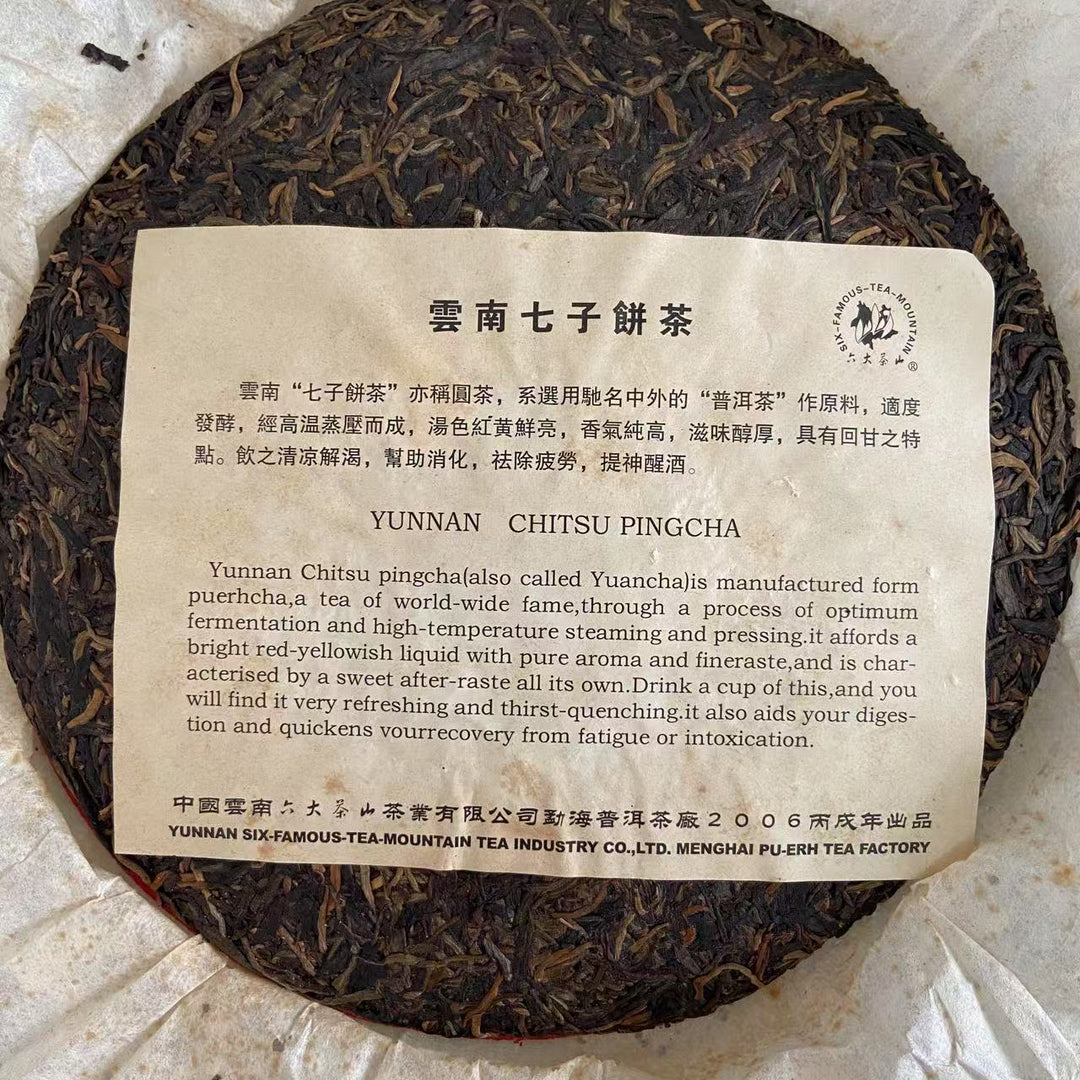 雲南七子餅茶
SIX-FAMOUS-TEA-MOUNTAIN
六大茶山®
雲南“七子餅茶”亦稱圓茶，系選用馳名中外的“普洱茶”作原料，適度
發酵，經高温蒸壓而成，湯色紅黃鮮亮，香氣純高，滋味醇厚，具有回甘之特
點。飲之清凉解渴，幫助消化，祛除疲勞，提神醒酒。
YUNNAN CHITSU PINGCHA
Yunnan Chitsu pingcha(also called Yuancha)is manufactured form
puerhcha,a tea of world-wide fame,through a process of optimum
fermentation and high-temperature steaming and pressing.it affords a
bright red-yellowish liquid with pure aroma and fineraste,and is char-
acterised by a sweet after-raste all its own.Drink a cup of this,and you
will find it very refreshing and thirst-quenching.it also aids your diges-
tion and quickens vourrecovery from fatigue or intoxication.
中國雲南六大茶山茶業有限公司勐海普洱茶廠２００６丙戌年出品
YUNNAN SIX-FAMOUS-TEA-MOUNTAIN TEA INDUSTRY CO.,LTD. MENGHAI PU-ERH TEA FACTORY